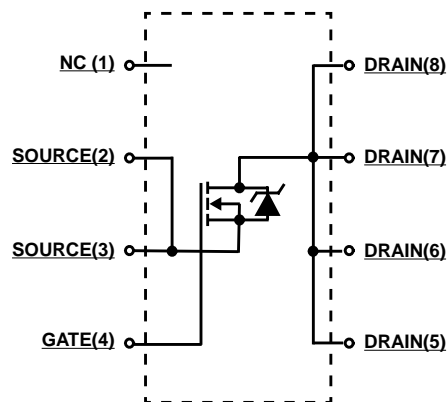 NC (1)
SOURCE(2)
SOURCE(3)
GATE(4)
DRAIN(8)
DRAIN(7)
DRAIN(6)
DRAIN(5)